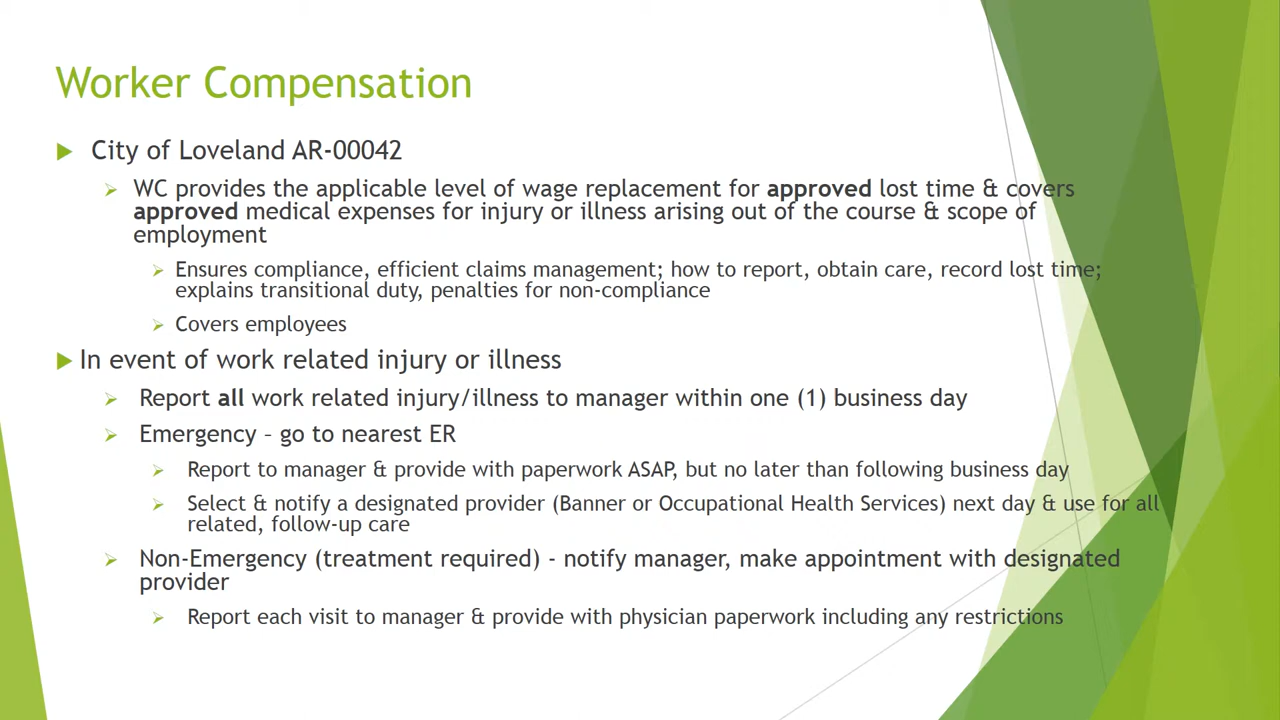 Worker Compensation
City of Loveland AR-00042
WC provides the applicable level of wage replacement for approved lost time & covers
approved medical expenses for injury or illness arising out of the course & scope of
employment
Ensures compliance, efficient claims management; how to report, obtain care, record lost time;
explains transitional duty, penalties for non-compliance
Covers employees
In event of work related injury or illness
Report all work related injury/illness to manager within one (1) business day
Emergency – go to nearest ER
Report to manager & provide with paperwork ASAP, but no later than following business day
Select & notify a designated provider (Banner or Occupational Health Services) next day & use for all
related, follow-up care
Non-Emergency (treatment required) - notify manager, make appointment with designated
provider
Report each visit to manager & provide with physician paperwork including any restrictions